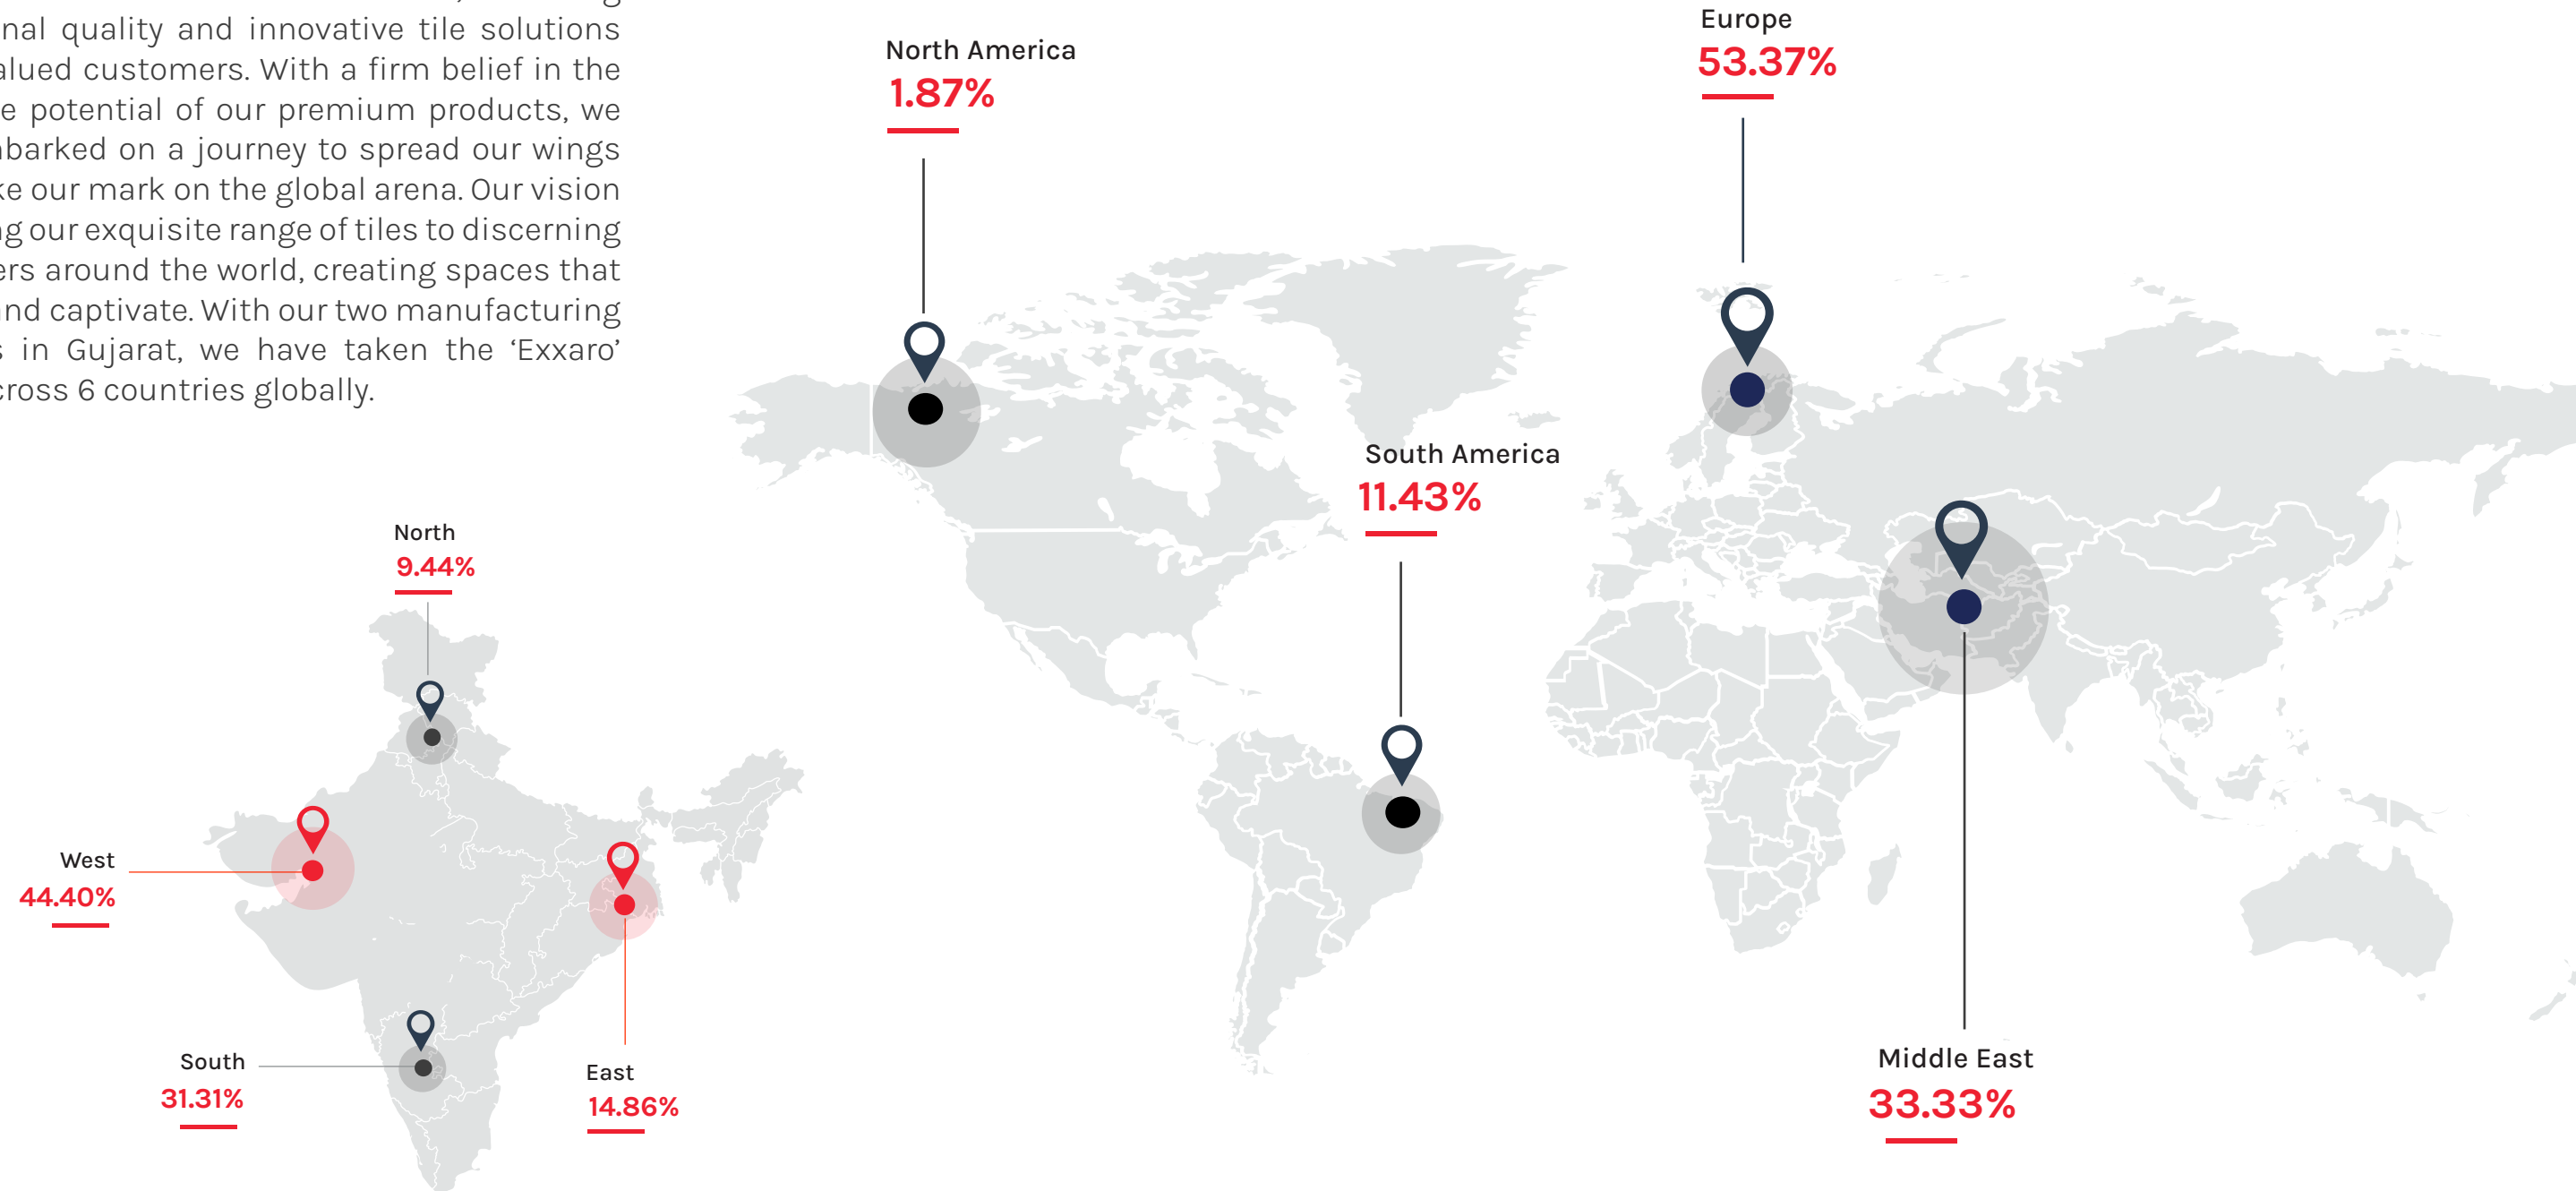 nal quality and innovative tile solutions
alued customers. With a firm belief in the
e potential of our premium products, we
nbarked on a journey to spread our wings
ke our mark on the global arena. Our vision
ng our exquisite range of tiles to discerning
ers around the world, creating spaces that
nd captivate. With our two manufacturing
s in Gujarat, we have taken the ‘Exxaro’
cross 6 countries globally.
North
9.44%
West
44.40%
South
31.31%
East
14.86%
North America
1.87%
Europe
53.37%
South America
11.43%
Middle East
33.33%